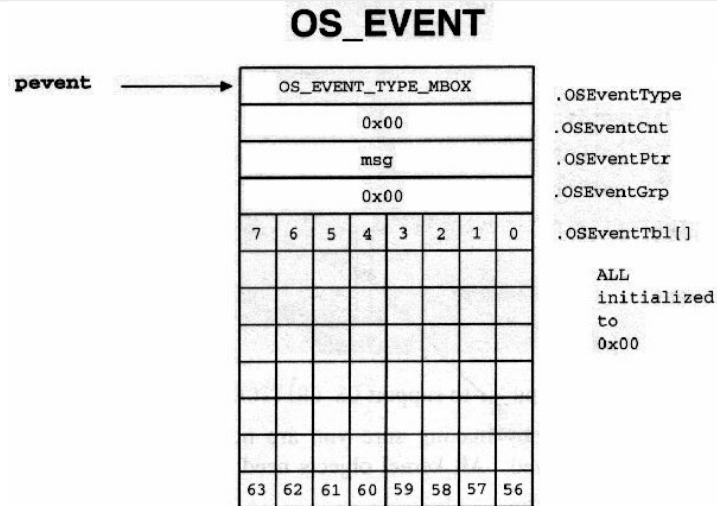 OS_EVENT
pevent
OS_EVENT_TYPE_MBOX
.OSEventType
0x00
.OSEventCnt
msg
.OSEventPtr
0x00
.OSEventGrp
7 6 5 4 3 2 1 0
.OSEventTbl[]
ALL
initialized
to
0x00
63 62 61 60 59 58 57 56